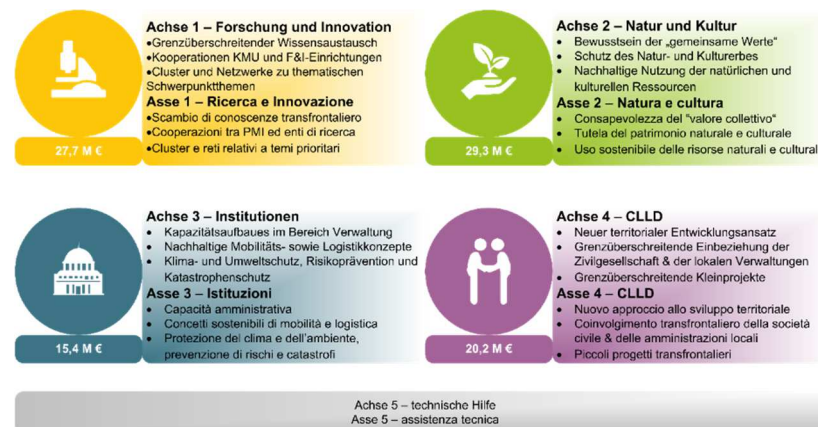 Achse 1 – Forschung und Innovation
•Grenzüberschreitender Wissensaustausch
•Kooperationen KMU und F&I-Einrichtungen
•Cluster und Netzwerke zu thematischen
Schwerpunktthemen
Asse 1 – Ricerca e Innovazione
•Scambio di conoscenze transfrontaliero
•Cooperazioni tra PMI ed enti di ricerca
•Cluster e reti relativi a temi prioritari
27,7 M €
Achse 2 – Natur und Kultur
• Bewusstsein der „gemeinsame Werte“
• Schutz des Natur- und Kulturerbes
• Nachhaltige Nutzung der natürlichen und
kulturellen Ressourcen
Asse 2 – Natura e cultura
• Consapevolezza del "valore collettivo“
• Tutela del patrimonio naturale e culturale
• Uso sostenibile delle risorse naturali e cultural
29,3 M €
Achse 3 – Institutionen
• Kapazitätsaufbaues im Bereich Verwaltung
• Nachhaltige Mobilitäts- sowie Logistikkonzepte
• Klima- und Umweltschutz, Risikoprävention und
Katastrophenschutz
Asse 3 – Istituzioni
• Capacità amministrativa
• Concetti sostenibili di mobilità e logistica
• Protezione del clima e dell'ambiente,
prevenzione di rischi e catastrofi
15,4 M €
Achse 4 – CLLD
• Neuer territorialer Entwicklungsansatz
• Grenzüberschreitende Einbeziehung der
Zivilgesellschaft & der lokalen Verwaltungen
• Grenzüberschreitende Kleinprojekte
Asse 4 – CLLD
• Nuovo approccio allo sviluppo territoriale
• Coinvolgimento transfrontaliero della società
civile & delle amministrazioni locali
• Piccoli progetti transfrontalieri
20,2 M €
Achse 5 – technische Hilfe
Asse 5 – assistenza tecnica